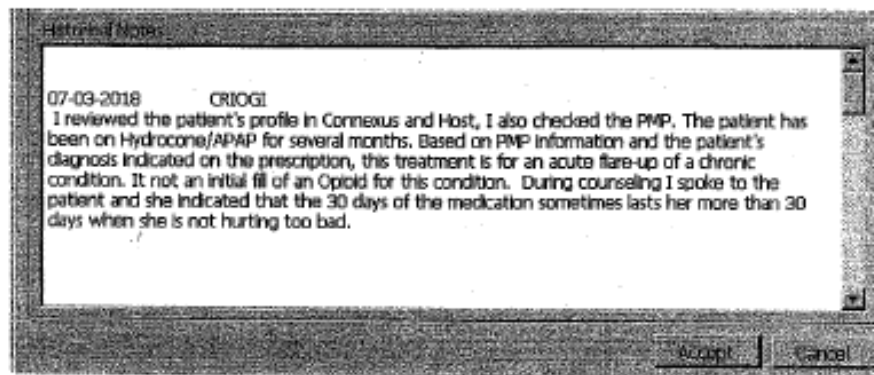 Historical Notes
07-03-2018 CRIOGI
I reviewed the patient's profile in Connexus and Host, I also checked the PMP. The patient has
been on Hydrocone/APAP for several months. Based on PMP information and the patient's
diagnosis indicated on the prescription, this treatment is for an acute flare-up of a chronic
condition. It not an initial fill of an Opioid for this condition. During counseling I spoke to the
patient and she indicated that the 30 days of the medication sometimes lasts her more than 30
days when she is not hurting too bad.
Accept Cancel